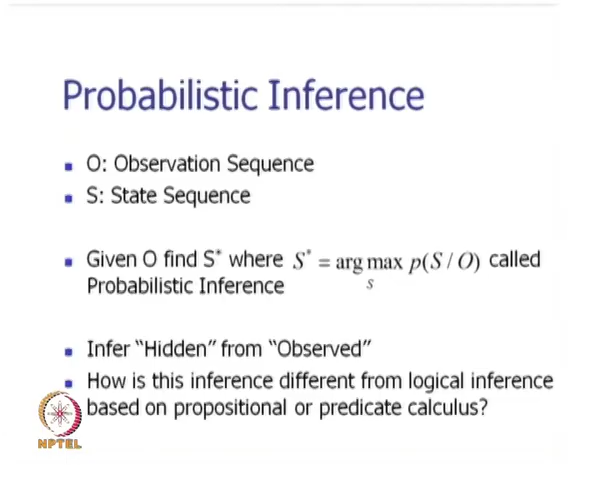 Probabilistic Inference
O: Observation Sequence
S: State Sequence
Given O find S* where S* = arg max p(S / O) called
S
Probabilistic Inference
Infer "Hidden" from "Observed"
How is this inference different from logical inference
based on propositional or predicate calculus?
NPTEL